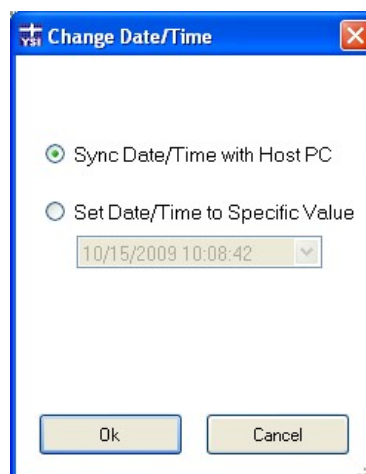 YSI Change Date/Time
Sync Date/Time with Host PC
Set Date/Time to Specific Value
10/15/2009 10:08:42
Ok Cancel